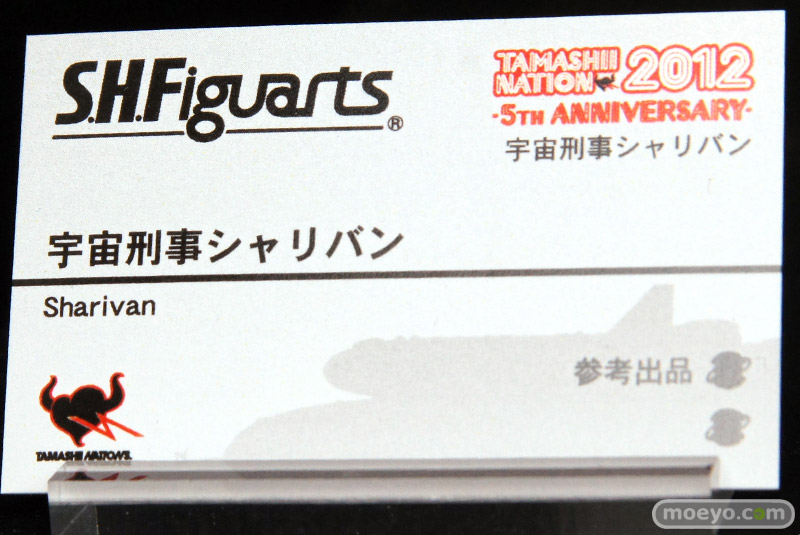 S.H.Figuarts®
TAMASHII NATION 2012
-5TH ANNIVERSARY-
宇宙刑事シャリバン
宇宙刑事シャリバン
Sharivan
参考出品
TAMASHII NATIONS.
moeyo.com